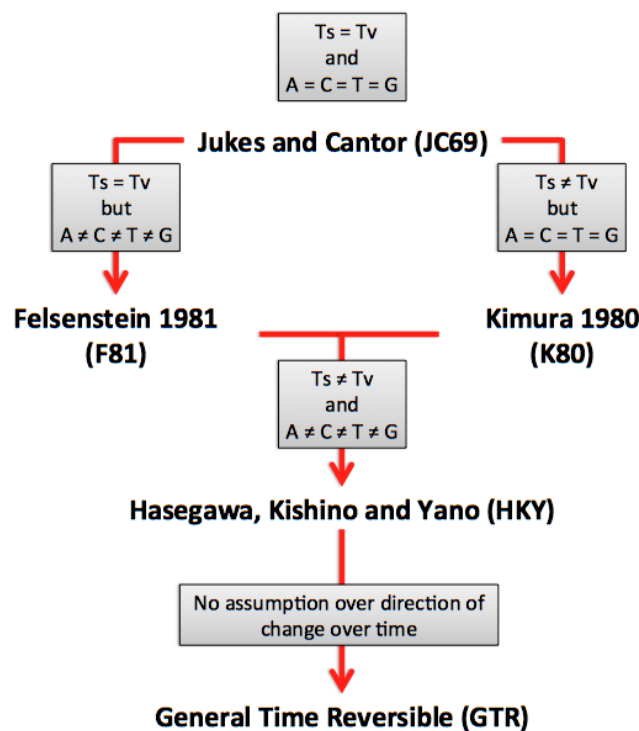 Ts = Tv
and
A = C = T = G
Jukes and Cantor (JC69)
Ts = Tv
but
A ≠ C ≠ T ≠ G
Ts ≠ Tv
but
A = C = T = G
Felsenstein 1981
(F81)
Kimura 1980
(K80)
Ts ≠ Tv
and
A ≠ C ≠ T ≠ G
Hasegawa, Kishino and Yano (HKY)
No assumption over direction of
change over time
General Time Reversible (GTR)